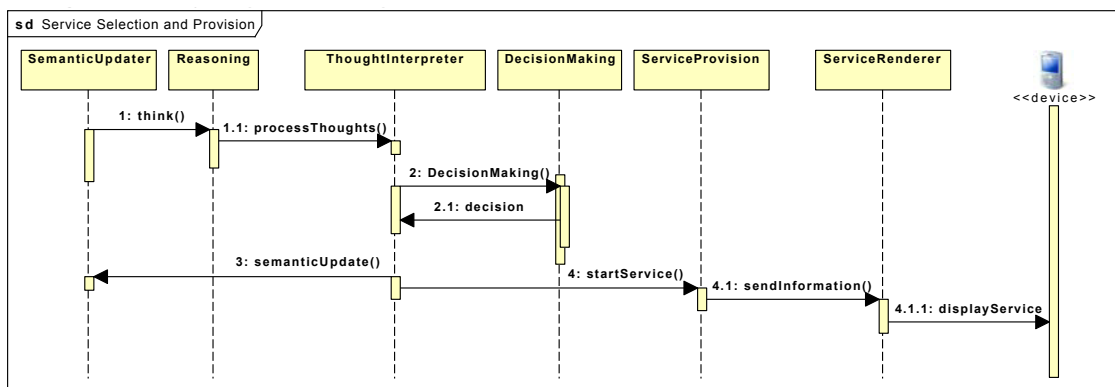 sd Service Selection and Provision
SemanticUpdater
Reasoning
ThoughtInterpreter
DecisionMaking
ServiceProvision
ServiceRenderer
<<device>>
1: think()
1.1: processThoughts()
2: DecisionMaking()
2.1: decision
3: semanticUpdate()
4: startService()
4.1: sendInformation()
4.1.1: displayService